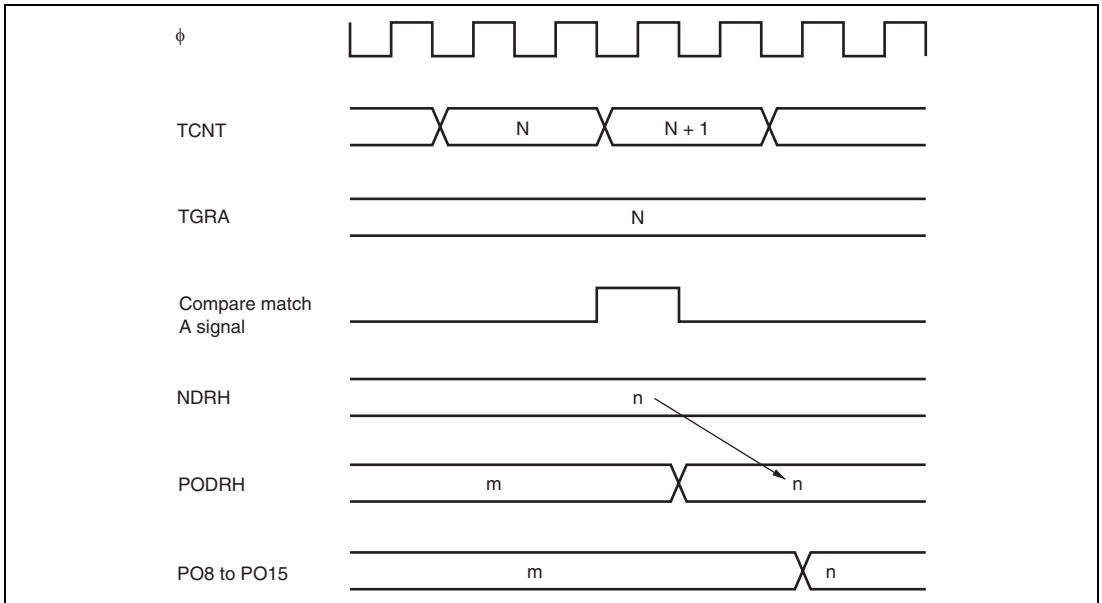 ϕ
TCNT
N
N + 1
TGRA
N
Compare match
A signal
NDRH
n
PODRH
m
n
PO8 to PO15
m
n